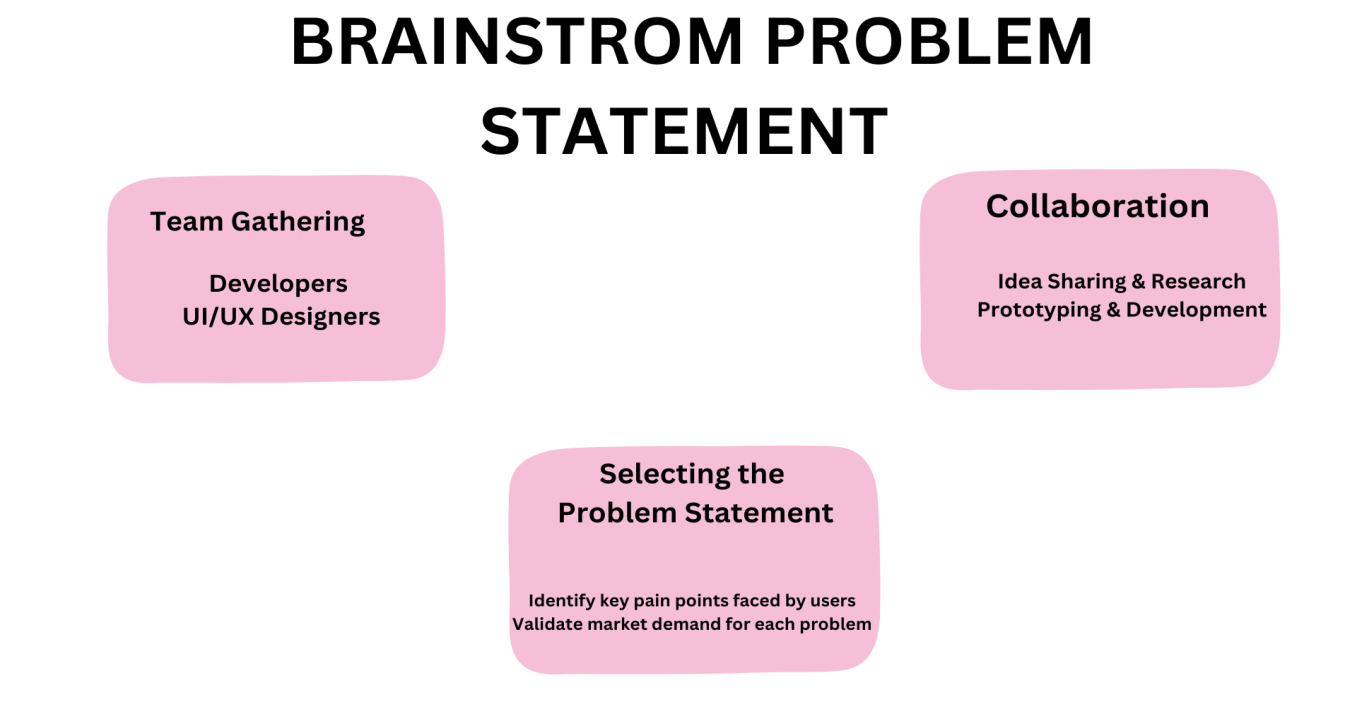 BRAINSTROM PROBLEM
STATEMENT
Team Gathering
Developers
UI/UX Designers
Collaboration
Idea Sharing & Research
Prototyping & Development
Selecting the
Problem Statement
Identify key pain points faced by users
Validate market demand for each problem